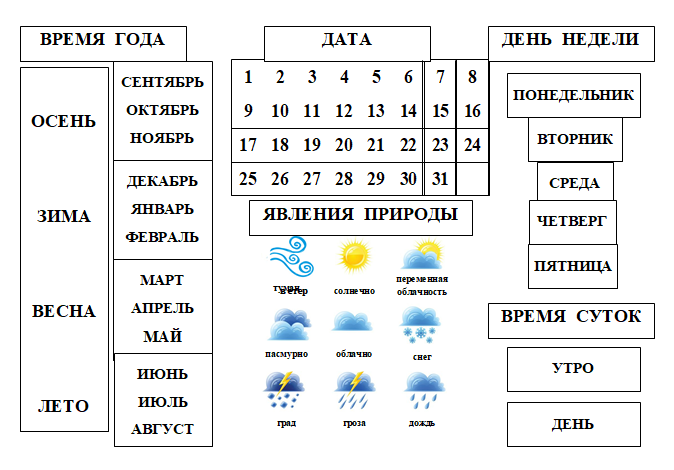 ВРЕМЯ ГОДА
ОСЕНЬ
ЗИМА
ВЕСНА
ЛЕТО
СЕНТЯБРЬ
ОКТЯБРЬ
НОЯБРЬ
ДЕКАБРЬ
ЯНВАРЬ
ФЕВРАЛЬ
МАРТ
АПРЕЛЬ
МАЙ
ИЮНЬ
ИЮЛЬ
АВГУСТ
ДАТА
1 2 3 4 5 6 7 8
9 10 11 12 13 14 15 16
17 18 19 20 21 22 23 24
25 26 27 28 29 30 31
ЯВЛЕНИЯ ПРИРОДЫ
туман
ветер
солнечно
переменная
облачность
пасмурно
облачно
снег
град
гроза
дождь
ДЕНЬ НЕДЕЛИ
ПОНЕДЕЛЬНИК
ВТОРНИК
СРЕДА
ЧЕТВЕРГ
ПЯТНИЦА
ВРЕМЯ СУТОК
УТРО
ДЕНЬ